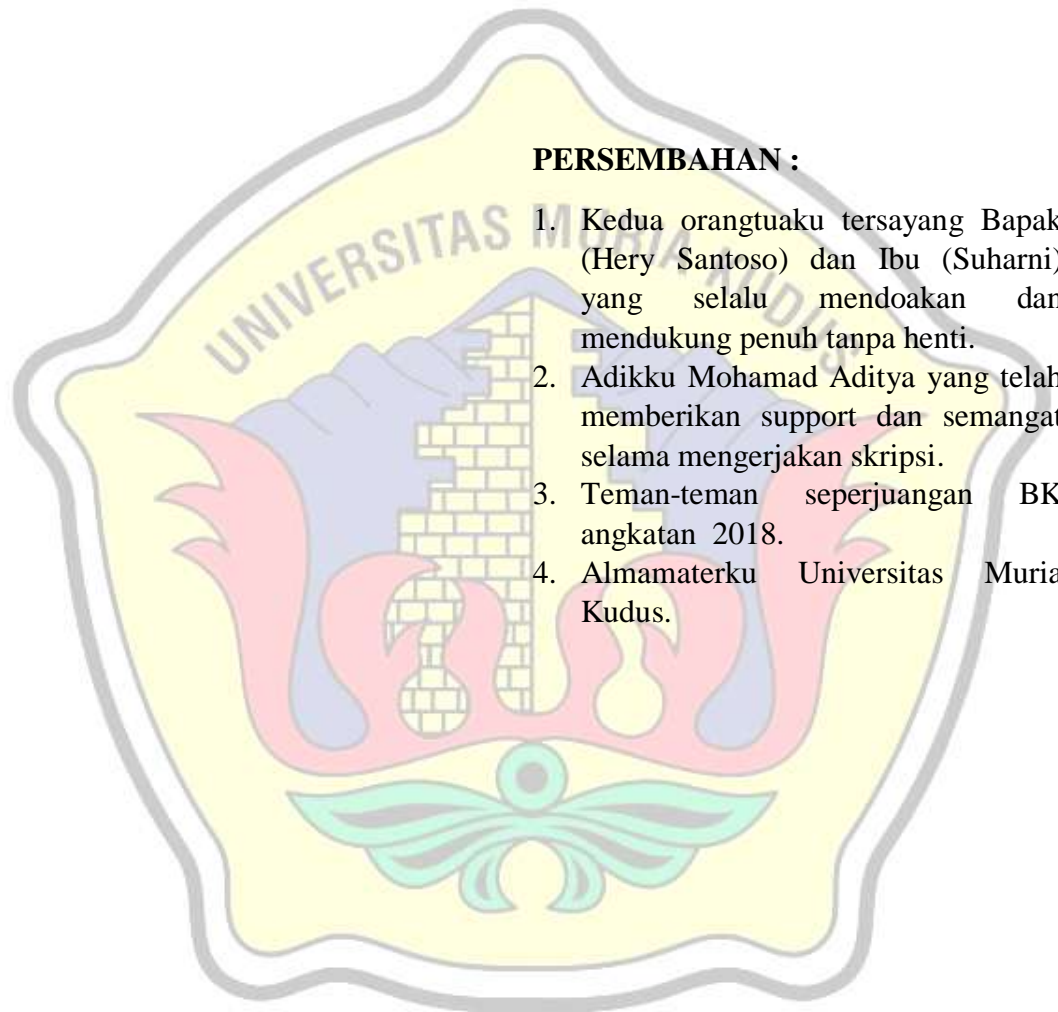 UNIVERSITAS MURIA KUDUS
PERSEMBAHAN :
1. Kedua orangtuaku tersayang Bapak
(Hery Santoso) dan Ibu (Suharni)
yang selalu mendoakan dan
mendukung penuh tanpa henti.
2. Adikku Mohamad Aditya yang telah
memberikan support dan semangat
selama mengerjakan skripsi.
3. Teman-teman seperjuangan BK
angkatan 2018.
4. Almamaterku Universitas Muria
Kudus.